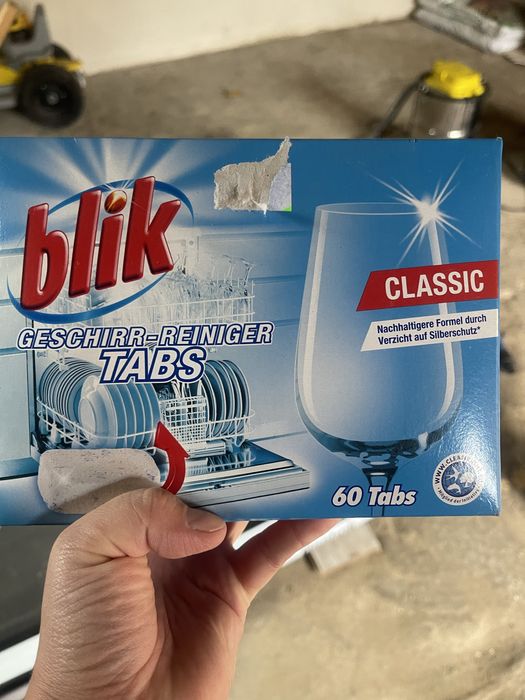 blik
GESCHIRR-REINIGER
TABS
CLASSIC
Nachhaltigere Formel durch
Verzicht auf Silberschutz*
60 Tabs